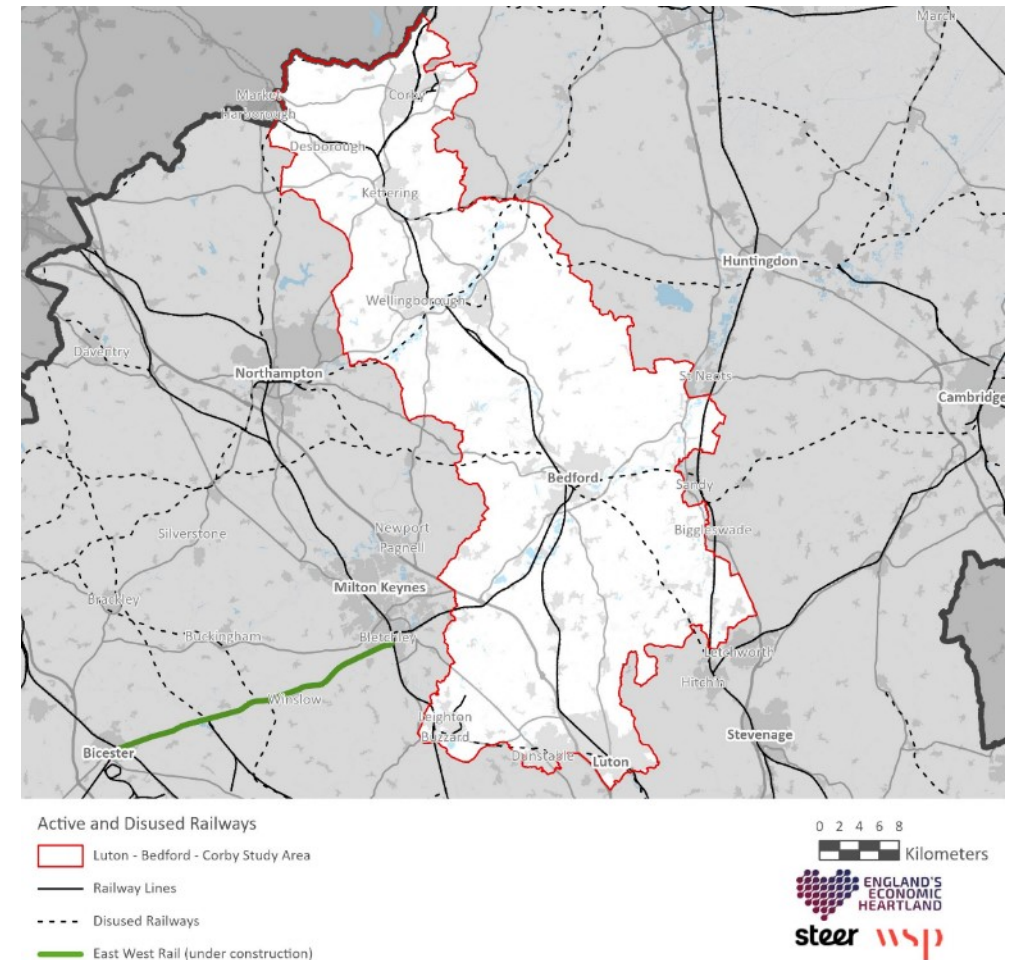 March
Market
Harborough
Corby
Desborough
Kettering
Huntingdon
Wellingborough
Daventry
Northampton
St Neots
Cambridge
Bedford
Sandy
Silverstone
Newport
Pagnell
Biggleswade
Milton Keynes
Brackley
Buckingham
Bletchley
Letchworth
Hitchin
Winslow
Leighton
Buzzard
Stevenage
Bicester
Dunstable
Luton
Active and Disused Railways
Luton - Bedford - Corby Study Area
Railway Lines
Disused Railways
East West Rail (under construction)
0 2 4 6 8
Kilometers
ENGLAND'S
ECONOMIC
HEARTLAND
steer wsp